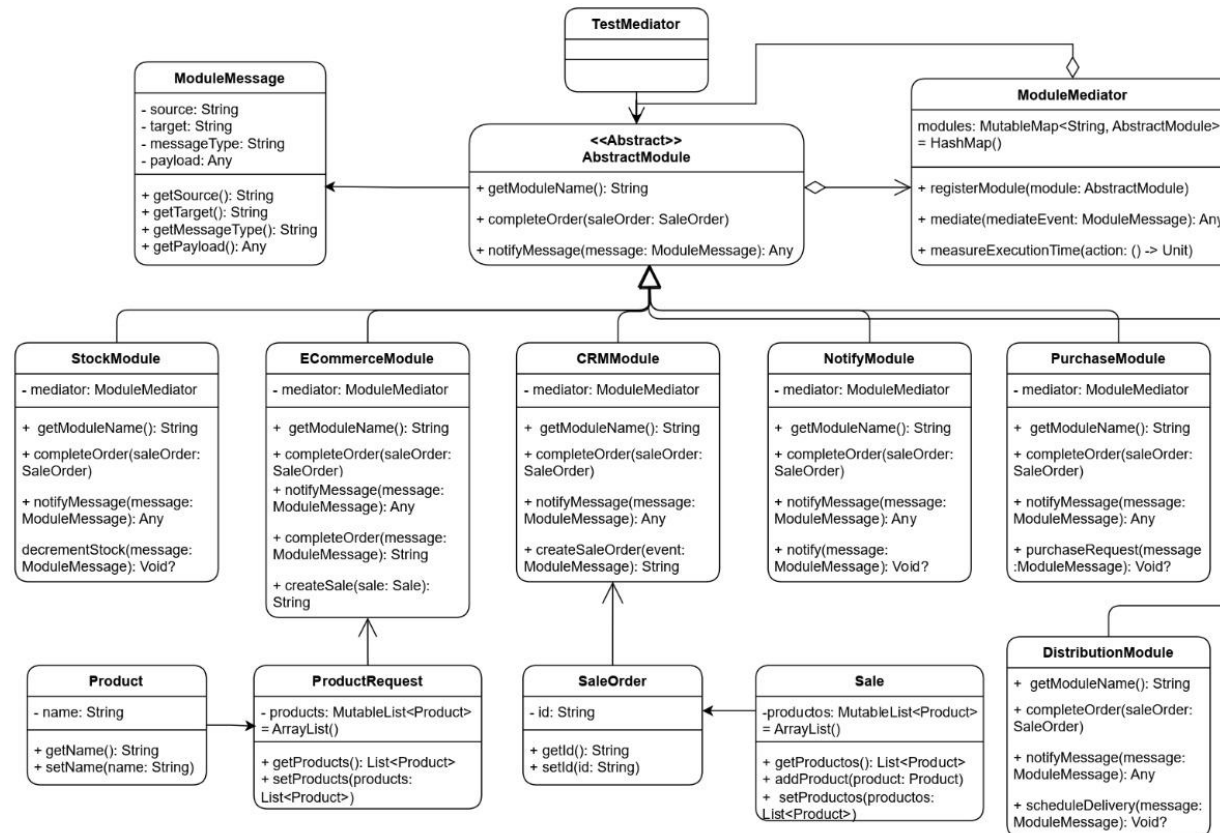 TestMediator
ModuleMessage
- source: String
- target: String
- messageType: String
- payload: Any
+ getSource(): String
+ getTarget(): String
+ getMessageType(): String
+ getPayload(): Any
<<Abstract>>
AbstractModule
+ getModuleName(): String
+ completeOrder(saleOrder: SaleOrder)
+ notifyMessage(message: ModuleMessage): Any
ModuleMediator
modules: MutableMap<String, AbstractModule>
= HashMap()
+ registerModule(module: AbstractModule)
+ mediate(mediateEvent: ModuleMessage): Any
+ measureExecutionTime(action: () -> Unit)
StockModule
- mediator: ModuleMediator
+ getModuleName(): String
+ completeOrder(saleOrder:
SaleOrder)
+ notifyMessage(message:
ModuleMessage): Any
decrementStock(message:
ModuleMessage): Void?
ECommerceModule
- mediator: ModuleMediator
+ getModuleName(): String
+ completeOrder(saleOrder:
SaleOrder)
+ notifyMessage(message:
ModuleMessage): Any
+ completeOrder(message:
ModuleMessage): String
+ createSale(sale: Sale):
String
CRMModule
- mediator: ModuleMediator
+ getModuleName(): String
+ completeOrder(saleOrder:
SaleOrder)
+ notifyMessage(message:
ModuleMessage): Any
+ createSaleOrder(event:
ModuleMessage): String
NotifyModule
- mediator: ModuleMediator
+ getModuleName(): String
+ completeOrder(saleOrder:
SaleOrder)
+ notifyMessage(message:
ModuleMessage): Any
+ notify(message:
ModuleMessage): Void?
PurchaseModule
- mediator: ModuleMediator
+ getModuleName(): String
+ completeOrder(saleOrder:
SaleOrder)
+ notifyMessage(message:
ModuleMessage): Any
+ purchaseRequest(message
:ModuleMessage): Void?
Product
- name: String
+ getName(): String
+ setName(name: String)
ProductRequest
- products: MutableList<Product>
= ArrayList()
+ getProducts(): List<Product>
+ setProducts(products:
List<Product>)
SaleOrder
- id: String
+ getId(): String
+ setId(id: String)
Sale
-productos: MutableList<Product>
= ArrayList()
+ getProductos(): List<Product>
+ addProduct(product: Product)
+ setProductos(productos:
List<Product>)
DistributionModule
+ getModuleName(): String
+ completeOrder(saleOrder:
SaleOrder)
+ notifyMessage(message:
ModuleMessage): Any
+ scheduleDelivery(message:
ModuleMessage): Void?